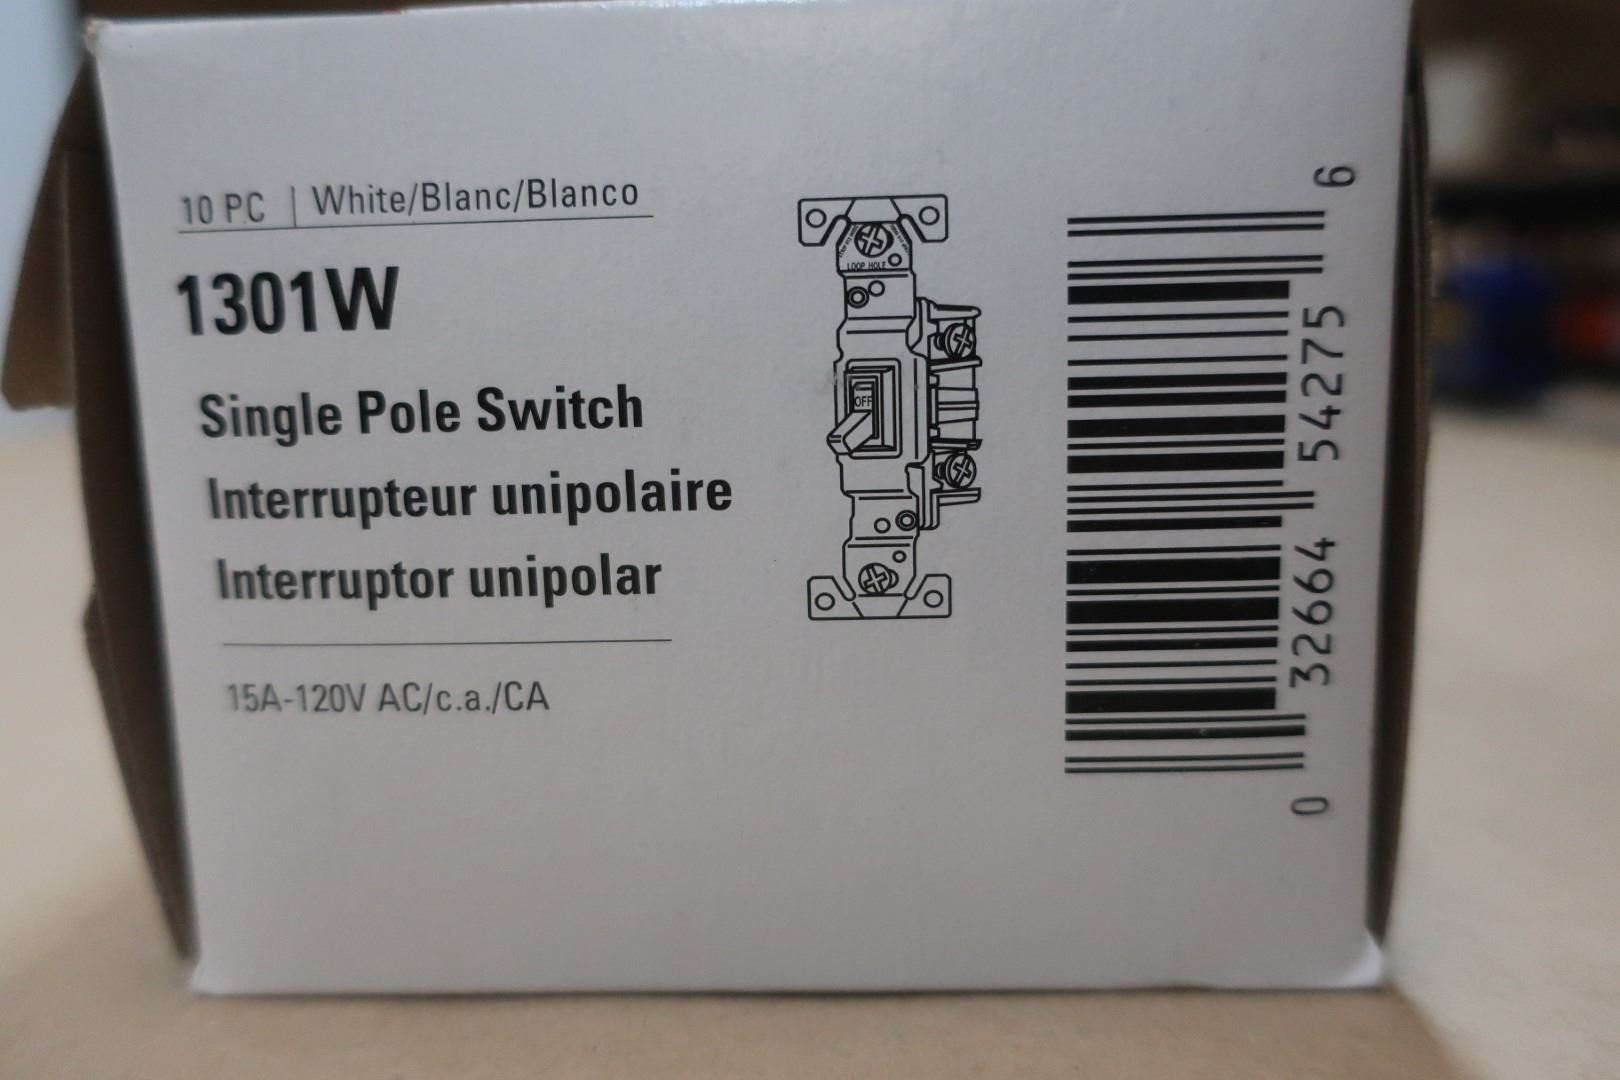 10 PC | White/Blanc/Blanco
1301W
Single Pole Switch
Interrupteur unipolaire
Interruptor unipolar
15A-120V AC/c.a./CA
LOOP HOLE
OFF
0 32664 54275 6